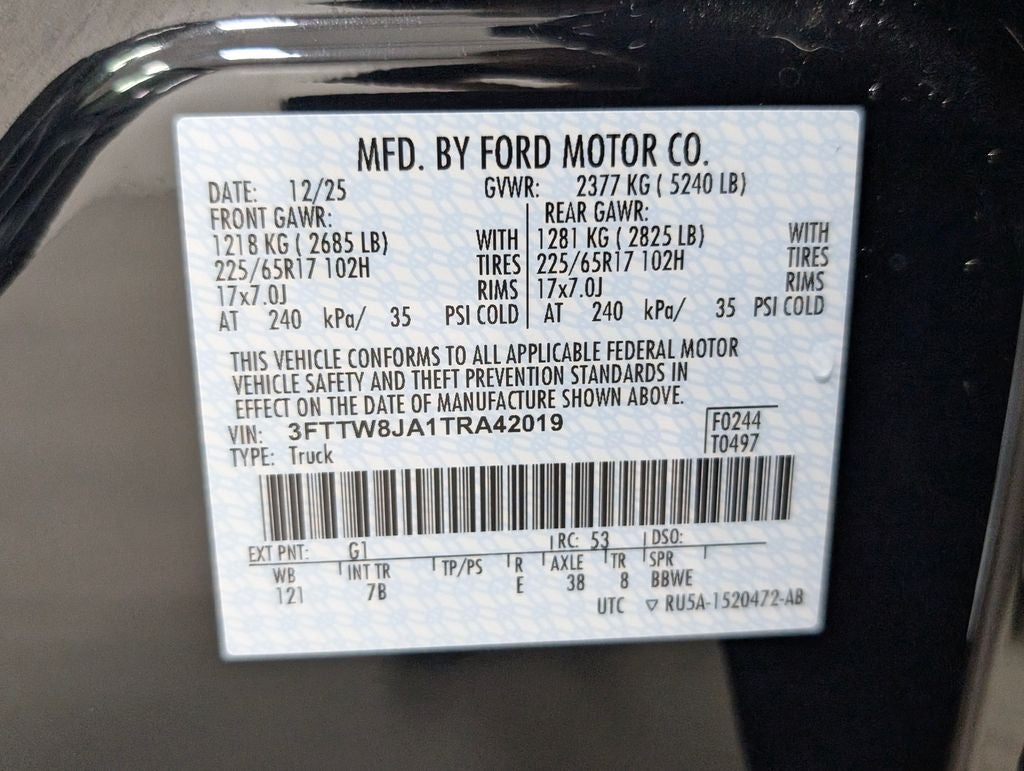 MFD. BY FORD MOTOR CO.
DATE: 12/25 GVWR: 2377 KG ( 5240 LB)
FRONT GAWR: REAR GAWR:
1218 KG ( 2685 LB) WITH 1281 KG ( 2825 LB) WITH
225/65R17 102H TIRES 225/65R17 102H TIRES
17x7.0J RIMS 17x7.0J RIMS
AT 240 kPa/ 35 PSI COLD AT 240 kPa/ 35 PSI COLD
THIS VEHICLE CONFORMS TO ALL APPLICABLE FEDERAL MOTOR
VEHICLE SAFETY AND THEFT PREVENTION STANDARDS IN
EFFECT ON THE DATE OF MANUFACTURE SHOWN ABOVE.
VIN: 3FTTW8JA1TRA42019 F0244
TYPE: Truck T0497
EXT PNT: G1 RC: 53 DSO:
WB INT TR TP/PS R AXLE TR SPR
121 7B E 38 8 BBWE
UTC ▽ RU5A-1520472-AB